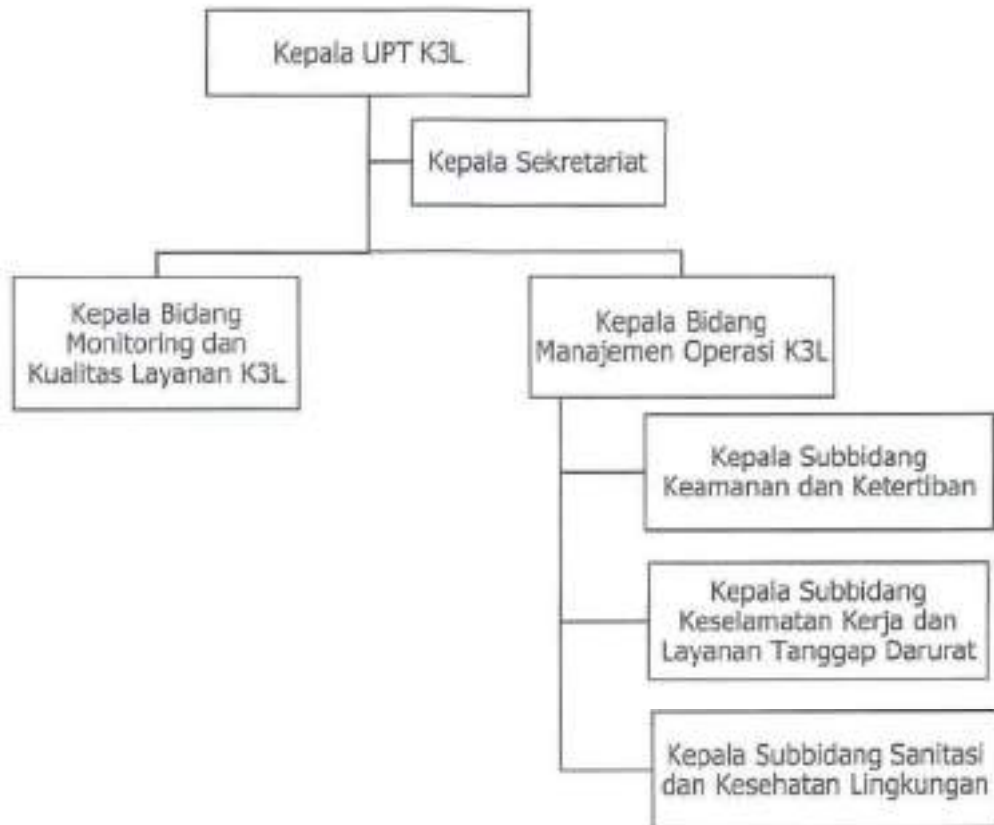 Kepala UPT K3L
Kepala Sekretariat
Kepala Bidang
Monitoring dan
Kualitas Layanan K3L
Kepala Bidang
Manajemen Operasi K3L
Kepala Subbidang
Keamanan dan Ketertiban
Kepala Subbidang
Keselamatan Kerja dan
Layanan Tanggap Darurat
Kepala Subbidang Sanitasi
dan Kesehatan Lingkungan